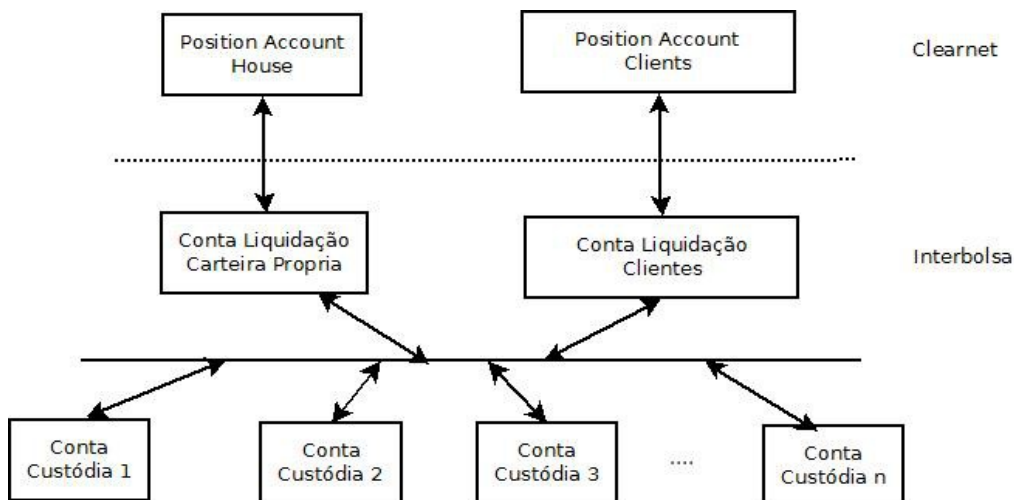 Position Account
House
Position Account
Clients
Clearnet
Conta Liquidação
Carteira Propria
Conta Liquidação
Clientes
Interbolsa
Conta
Custódia 1
Conta
Custódia 2
Conta
Custódia 3
....
Conta
Custódia n